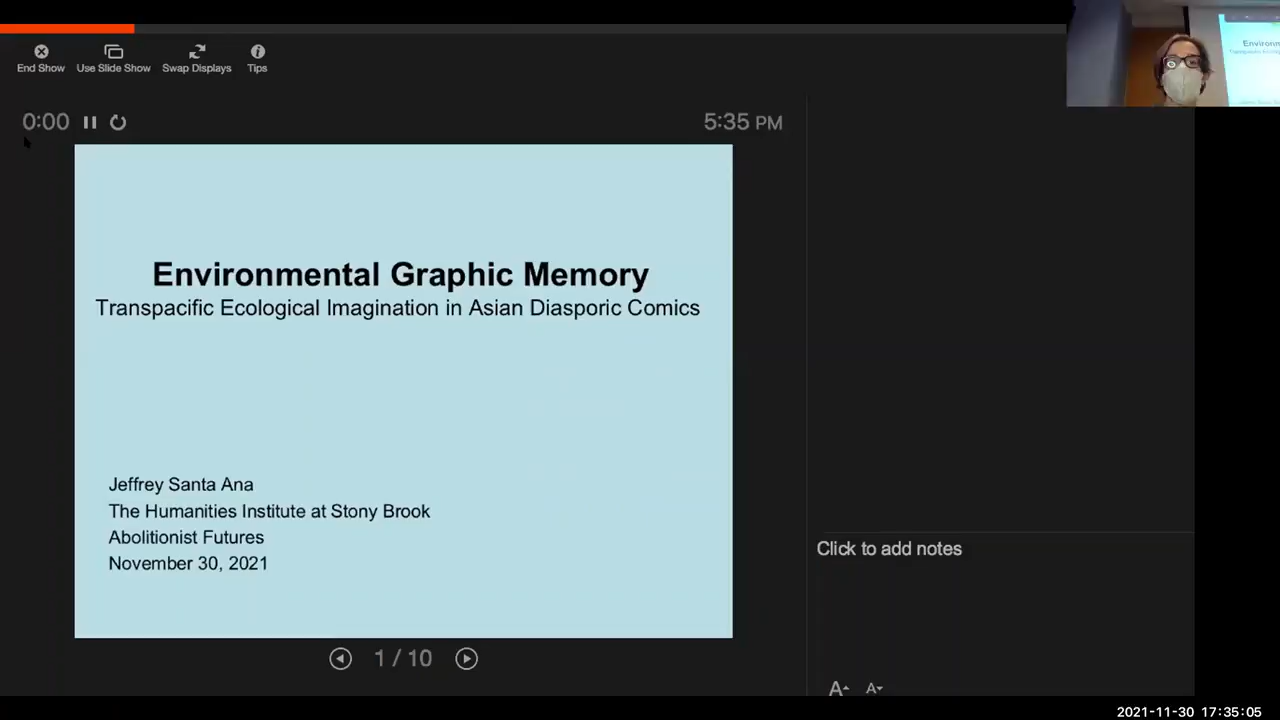 End Show
Use Slide Show
Swap Displays
Tips
0:00
5:35 PM
Environmental Graphic Memory
Transpacific Ecological Imagination in Asian Diasporic Comics
Jeffrey Santa Ana
The Humanities Institute at Stony Brook
Abolitionist Futures
November 30, 2021
1 / 10
Click to add notes
A A
2021-11-30 17:35:05